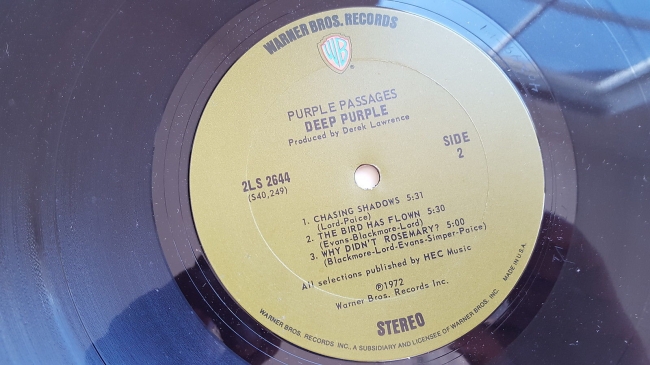 WARNER BROS. RECORDS
WB
®
PURPLE PASSAGES
DEEP PURPLE
Produced by Derek Lawrence
SIDE
2
2LS 2644
(S40,249)
1. CHASING SHADOWS 5:31
(Lord-Paice)
2. THE BIRD HAS FLOWN 5:30
(Evans-Blackmore-Lord)
3. WHY DIDN'T ROSEMARY? 5:00
(Blackmore-Lord-Evans-Simper-Paice)
All selections published by HEC Music
℗1972
Warner Bros. Records Inc.
STEREO
WARNER BROS. RECORDS INC., A SUBSIDIARY AND LICENSEE OF WARNER BROS. INC. MADE IN U.S.A.